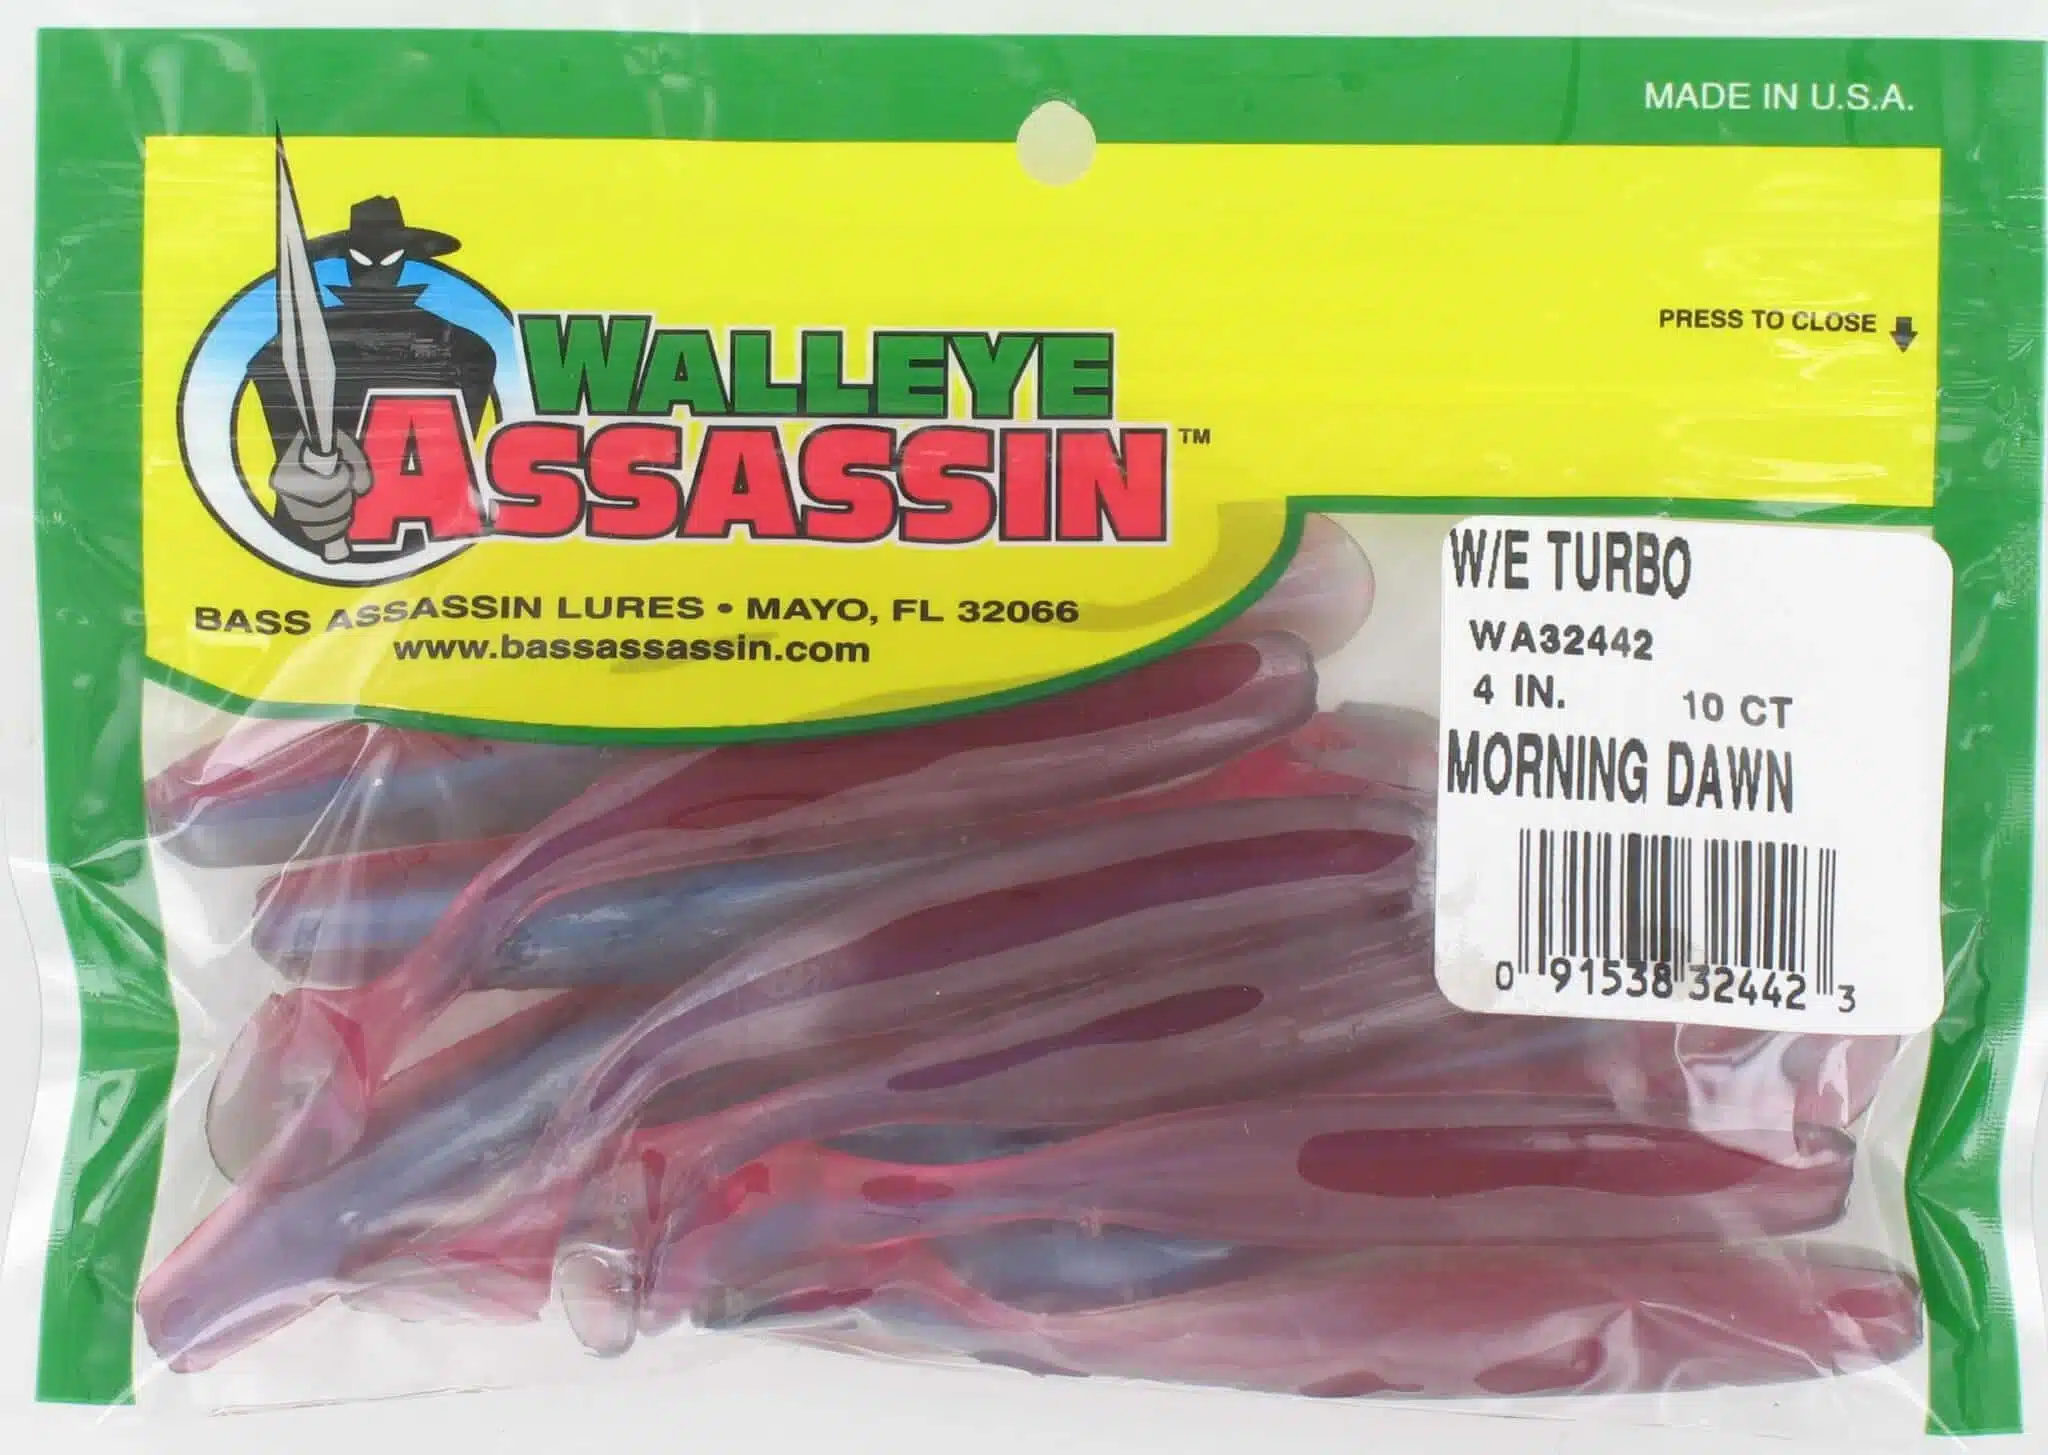 MADE IN U.S.A.
PRESS TO CLOSE
WALLEYE
ASSASSIN™
BASS ASSASSIN LURES • MAYO, FL 32066
www.bassassassin.com
W/E TURBO
WA32442
4 IN. 10 CT
MORNING DAWN
0 91538 32442 3